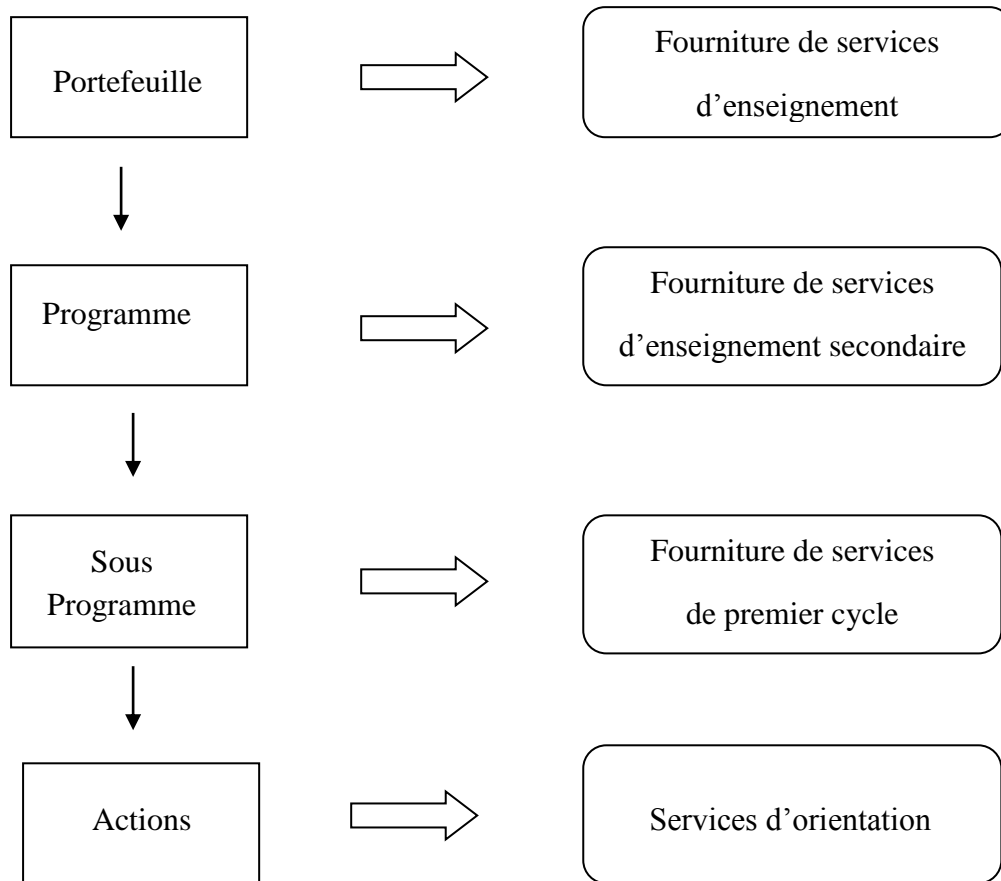 Portefeuille
Fourniture de services
d’enseignement
Programme
Fourniture de services
d’enseignement secondaire
Sous
Programme
Fourniture de services
de premier cycle
Actions
Services d’orientation